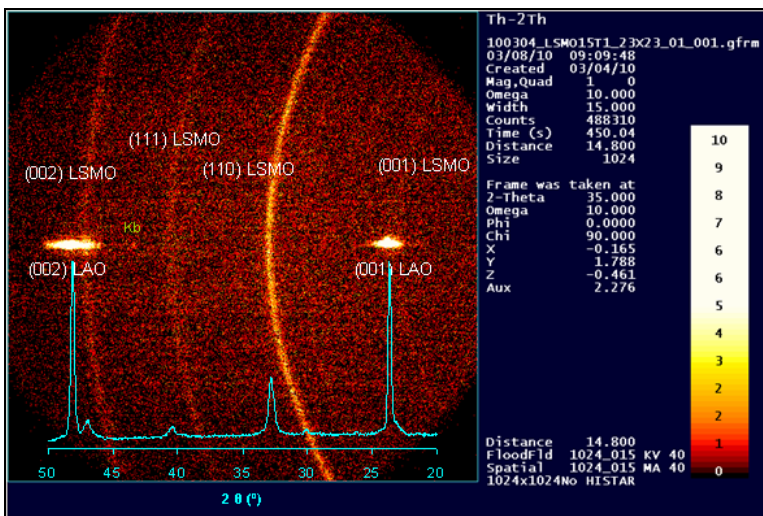 Th-2Th
100304_LSMO15T1_23X23_01_001.gfrm
03/08/10 09:09:48
Created 03/04/10
Mag,Quad 1 0
Omega 10.000
Width 15.000
Counts 488310
Time (s) 450.04
Distance 14.800
Size 1024
Frame was taken at
2-Theta 35.000
Omega 10.000
Phi 0.0000
Chi 90.000
X -0.165
Y 1.788
Z -0.461
Aux 2.276
Distance 14.800
FloodFld 1024_015 KV 40
Spatial 1024_015 MA 40
1024x1024No HISTAR
(002) LSMO
(111) LSMO
(110) LSMO
(001) LSMO
Kb
(002) LAO
(001) LAO
50 45 40 35 30 25 20
2 θ (º)
10
9
8
7
6
6
5
4
3
2
2
1
0